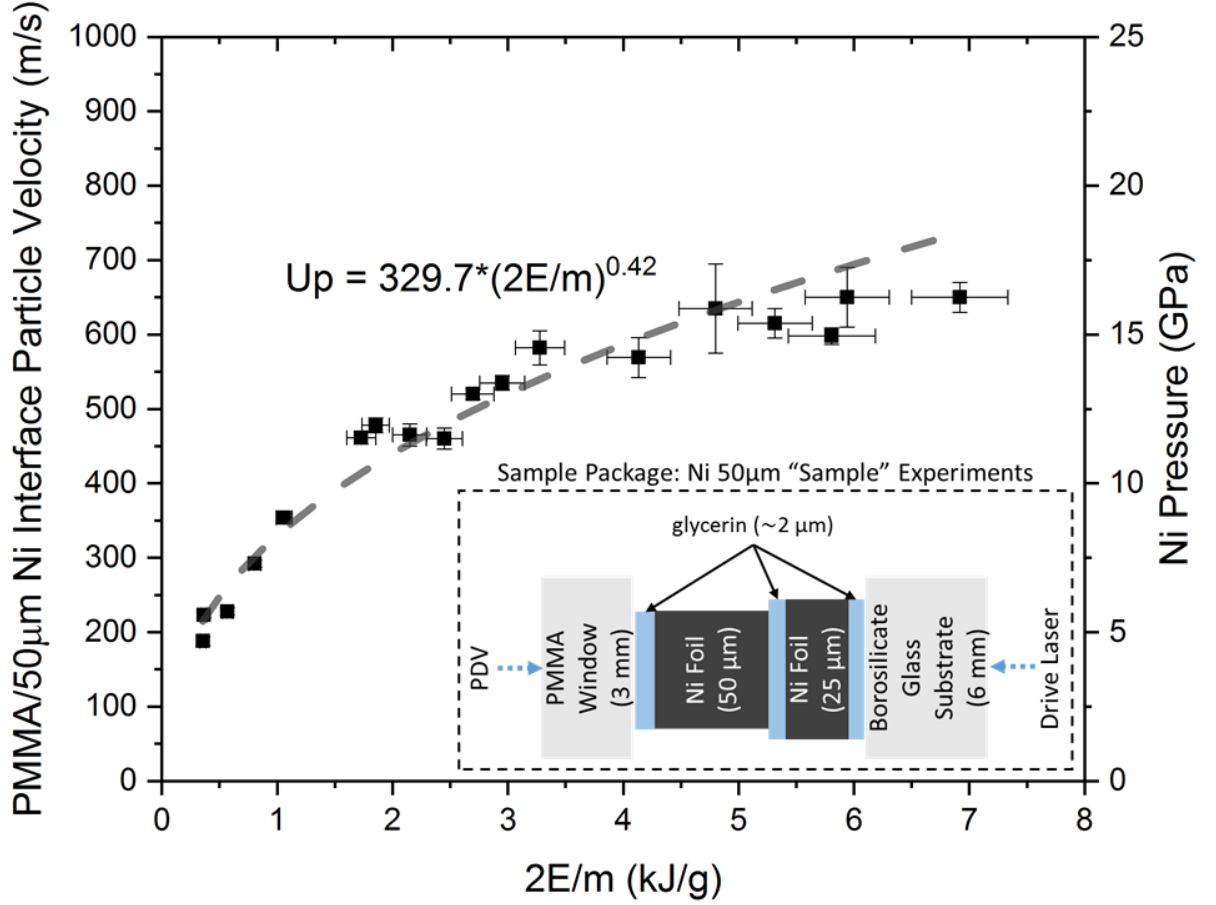 PMMA/50µm Ni Interface Particle Velocity (m/s)
1000
900
800
700
600
500
400
300
200
100
0
Up = 329.7*(2E/m)^0.42
Sample Package: Ni 50µm “Sample” Experiments
glycerin (~2 µm)
PDV
PMMA
Window
(3 mm)
Ni Foil
(50 µm)
Ni Foil
(25 µm)
Borosilicate
Glass
Substrate
(6 mm)
Drive Laser
25
20
15
10
5
0
Ni Pressure (GPa)
0 1 2 3 4 5 6 7 8
2E/m (kJ/g)